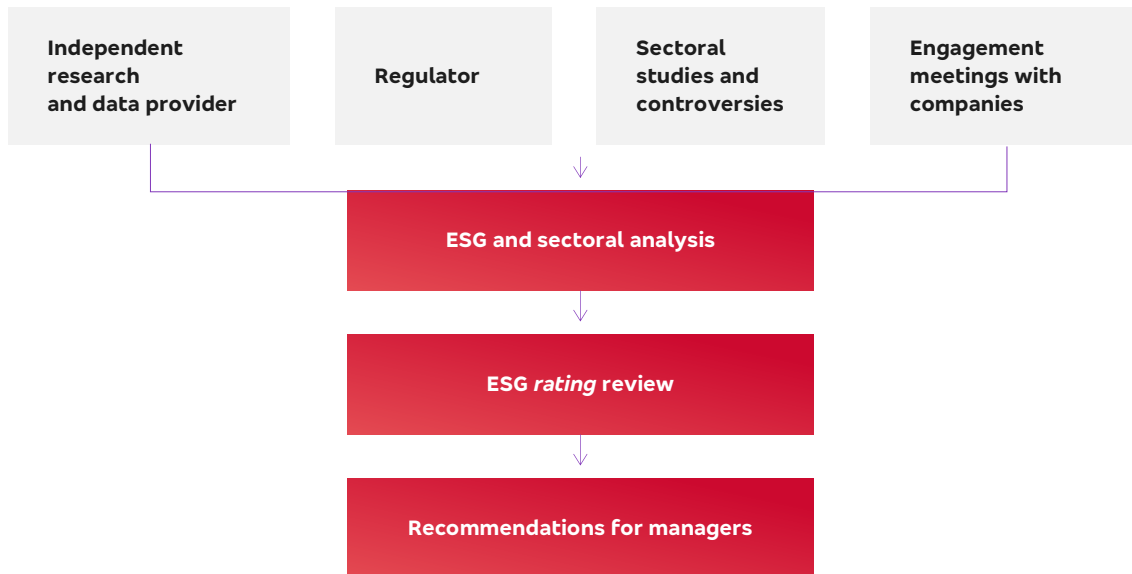 Independent
research
and data provider
Regulator
Sectoral
studies and
controversies
Engagement
meetings with
companies
ESG and sectoral analysis
ESG rating review
Recommendations for managers